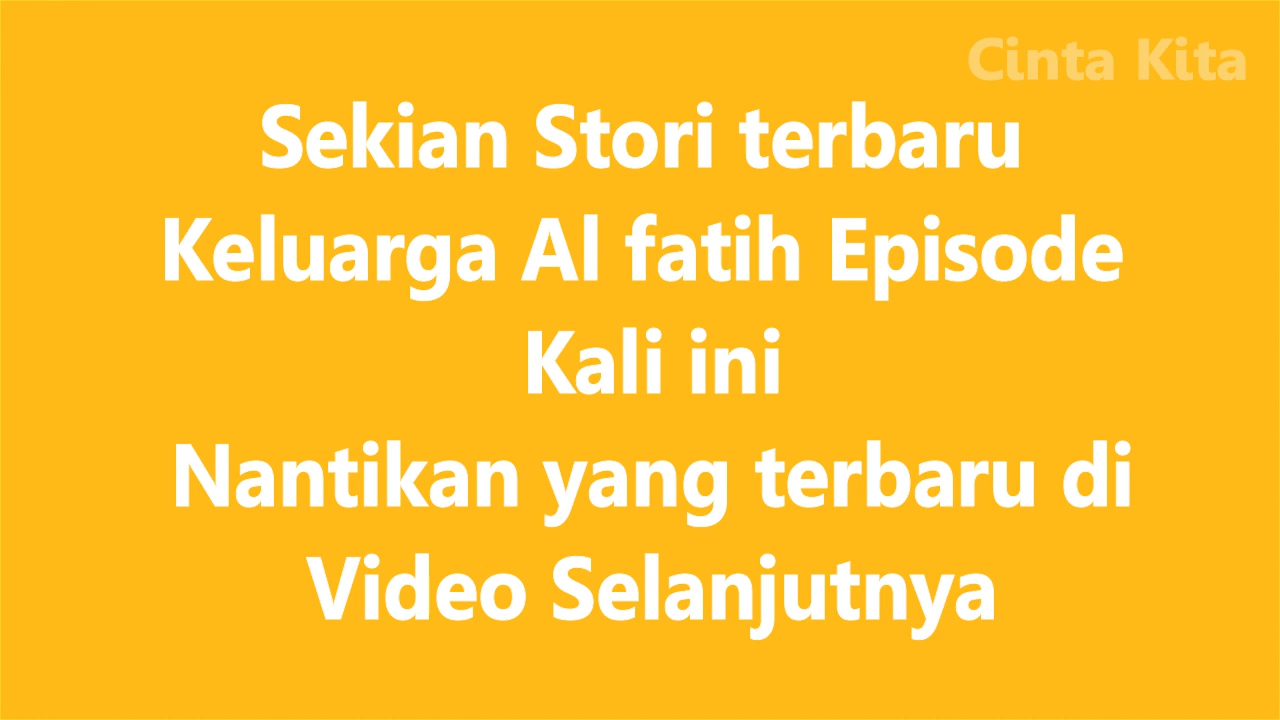 Cinta Kita
Sekian Stori terbaru
Keluarga Al fatih Episode
Kali ini
Nantikan yang terbaru di
Video Selanjutnya